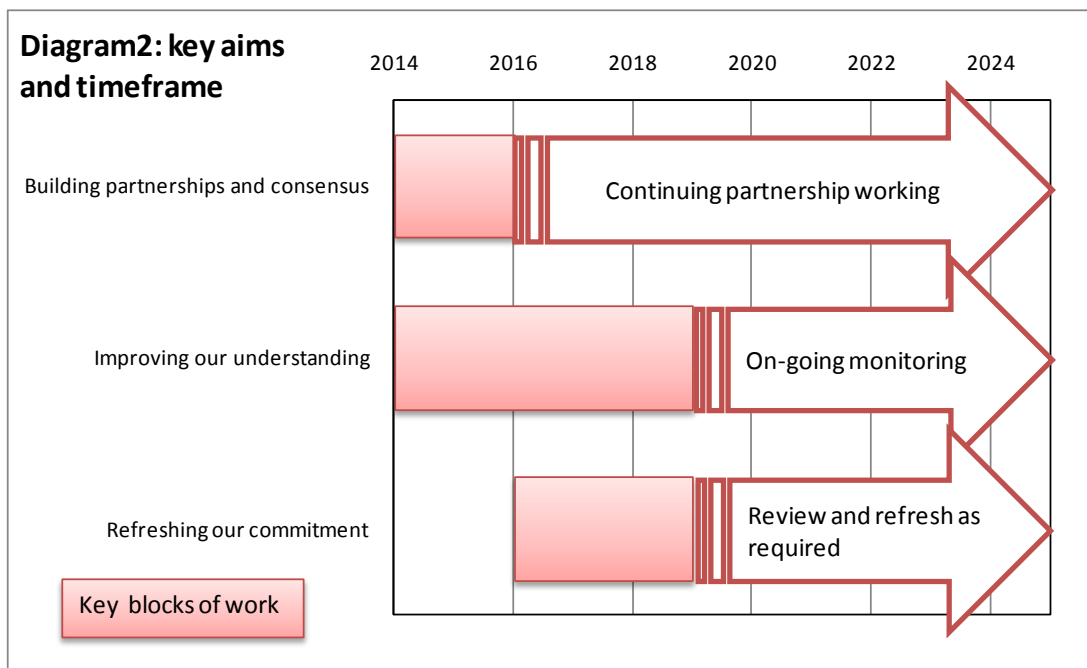 Diagram2: key aims
and timeframe
2014 2016 2018 2020 2022 2024
Building partnerships and consensus
Continuing partnership working
Improving our understanding
On-going monitoring
Refreshing our commitment
Review and refresh as
required
Key blocks of work